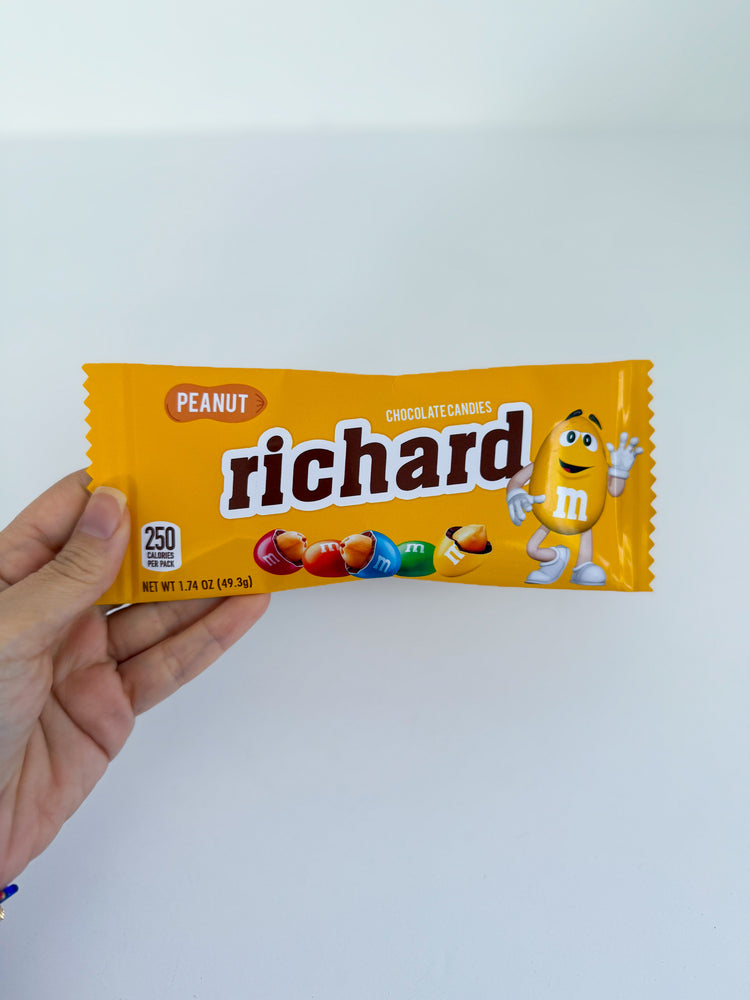 PEANUT
CHOCOLATE CANDIES
richard
m
250
CALORIES
PER PACK
m m m m m
NET WT 1.74 OZ (49.3g)